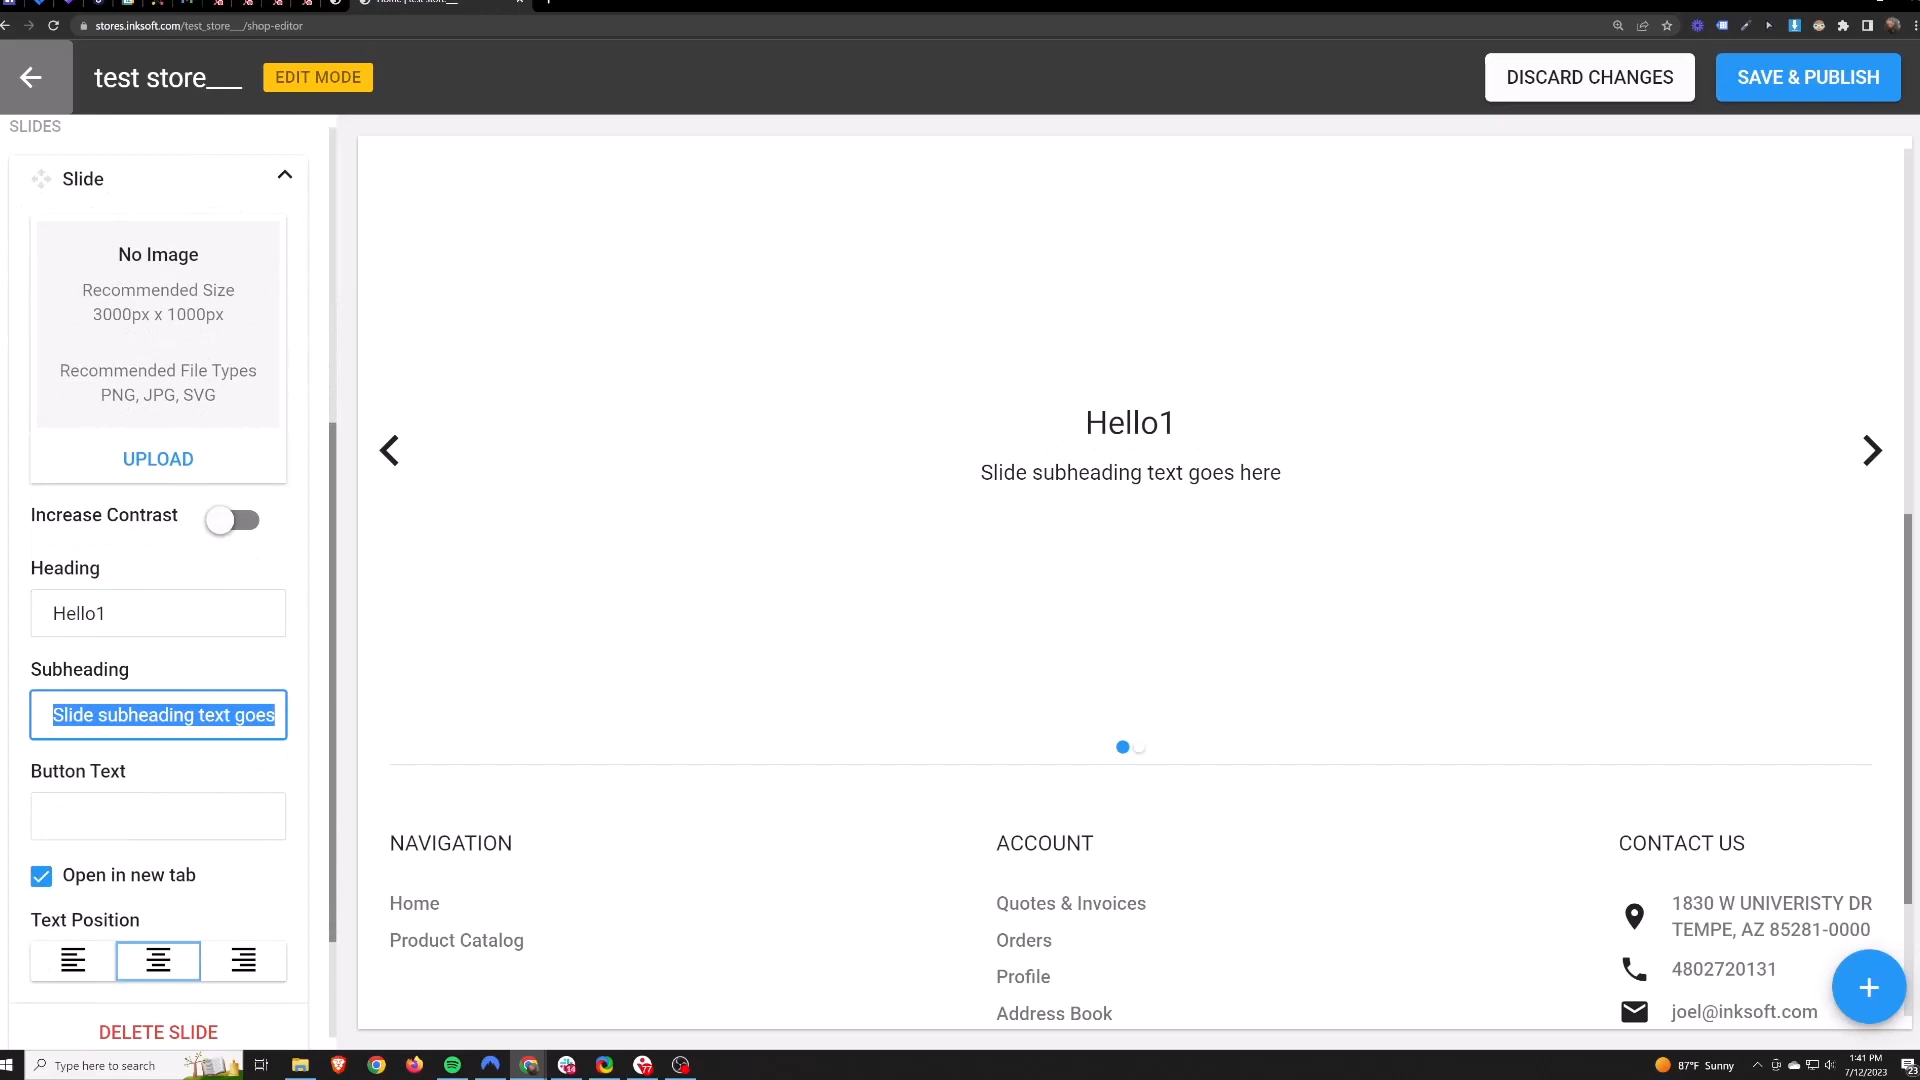 stores.inksoft.com/test_store___/shop-editor
test store___
EDIT MODE
DISCARD CHANGES
SAVE & PUBLISH
SLIDES
Slide
No Image
Recommended Size
3000px x 1000px
Recommended File Types
PNG, JPG, SVG
UPLOAD
Increase Contrast
Heading
Hello1
Subheading
Slide subheading text goes
Button Text
Open in new tab
Text Position
DELETE SLIDE
Hello1
Slide subheading text goes here
NAVIGATION
Home
Product Catalog
ACCOUNT
Quotes & Invoices
Orders
Profile
Address Book
CONTACT US
1830 W UNIVERISTY DR
TEMPE, AZ 85281-0000
4802720131
joel@inksoft.com
Type here to search
14
77
87°F Sunny
1:41 PM
7/12/2023
23